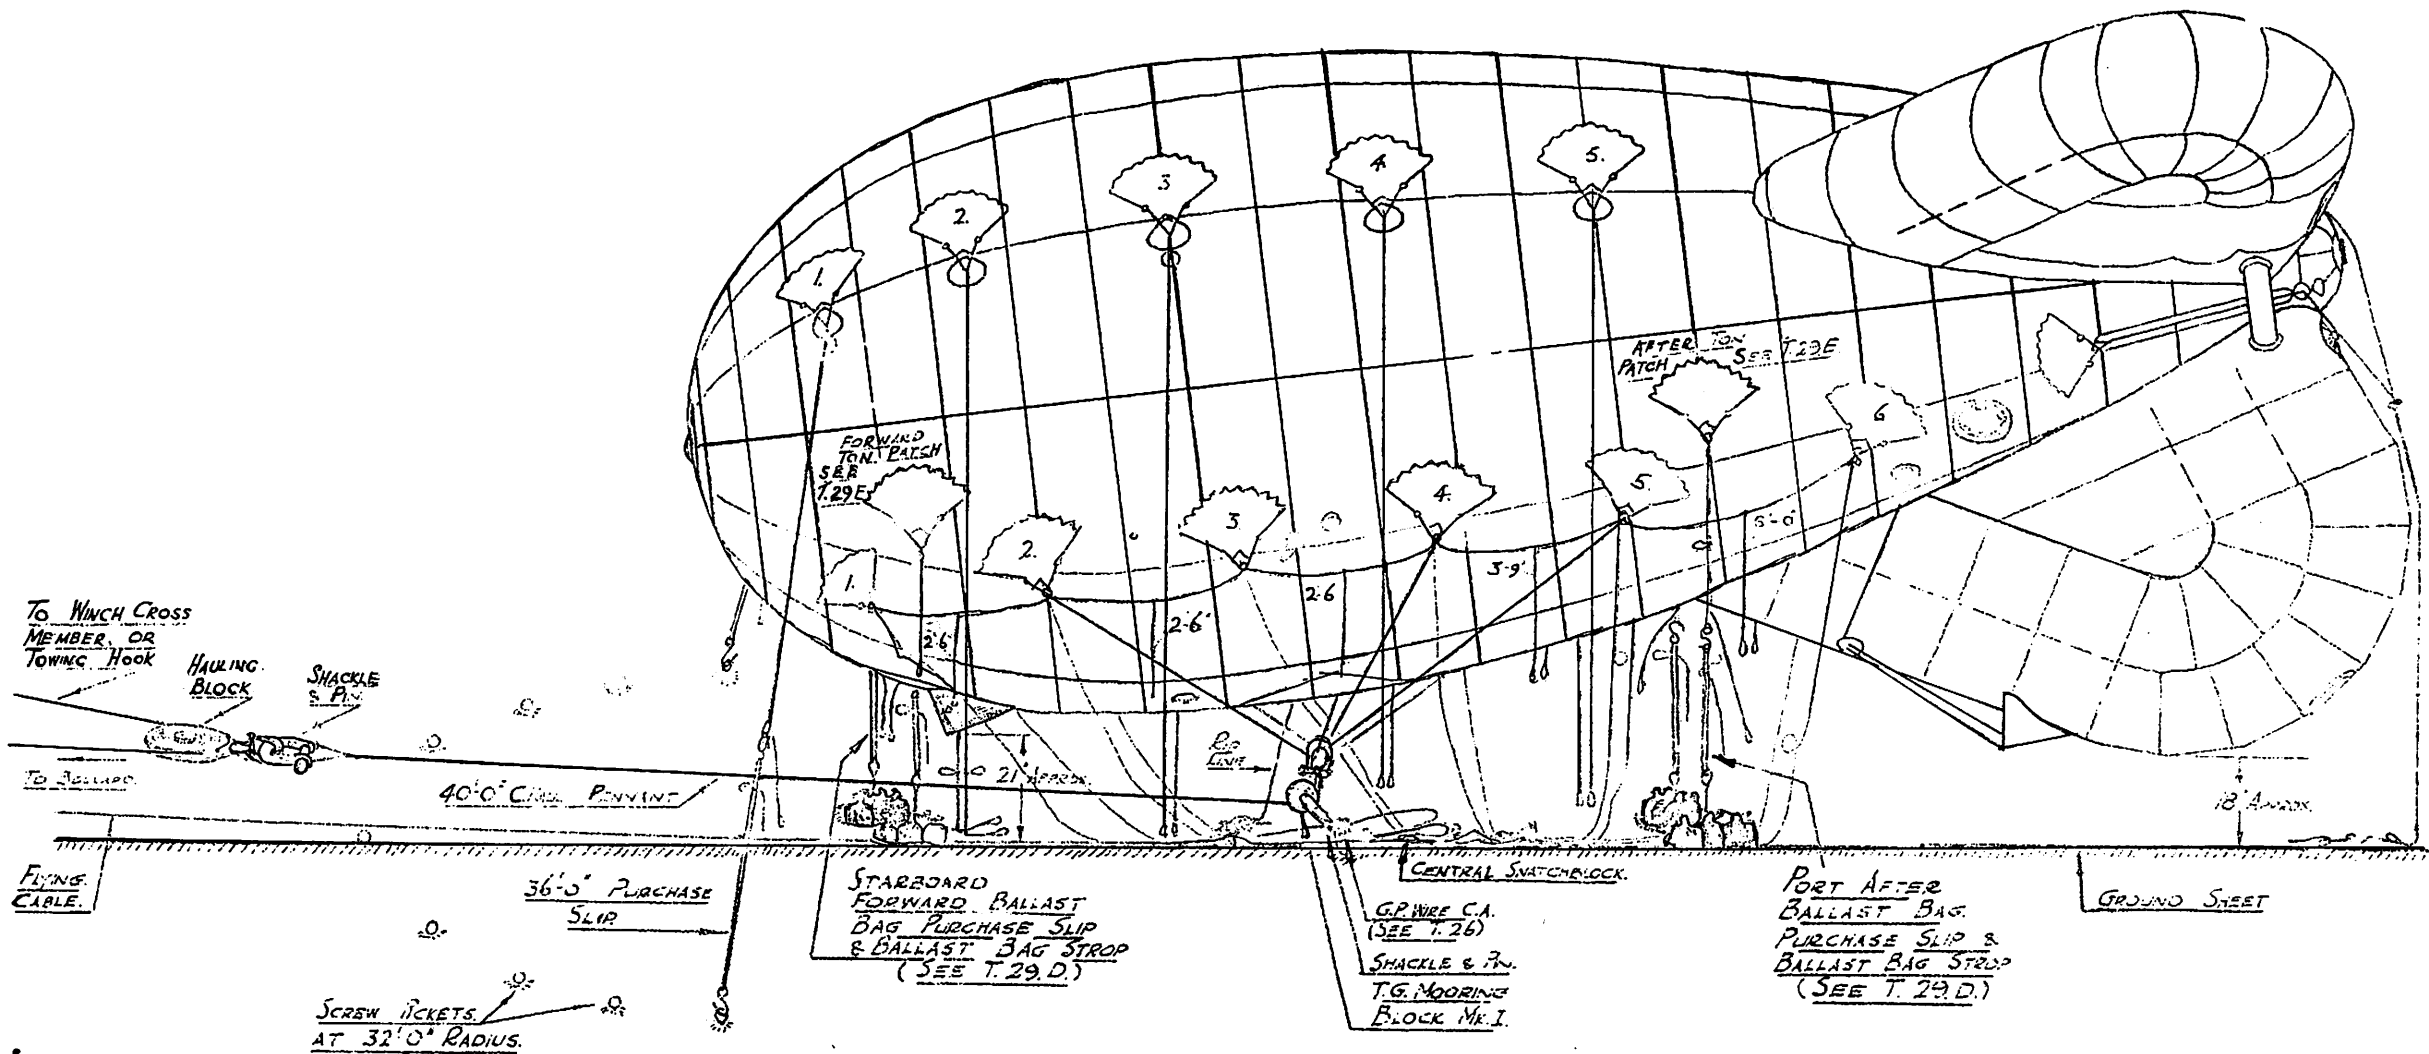 1.
2.
3
4.
5.
AFTER TON
PATCH
SEE T.29E
FORWARD
TON. PATCH
SEE
T.29E
1.
2.
3
4.
5.
6
2-6
2-6"
2-6
3-9"
TO WINCH CROSS
MEMBER, OR
TOWING HOOK
HAULING
BLOCK
SHACKLE
& PIN
TO BOLLARD.
40'-0"
PENNANT
21" APPROX.
RIP
LINE
18" APPROX.
FLYING
CABLE.
36'-0" PURCHASE
SLIP
SCREW PICKETS
AT 32'-0" RADIUS.
STARBOARD
FORWARD BALLAST
BAG PURCHASE SLIP
& BALLAST BAG STROP
(SEE T. 29. D.)
CENTRAL SNATCHBLOCK.
G.P. WIRE C.A.
(SEE T. 26)
SHACKLE & PIN.
T.G. MOORING
BLOCK MK. I.
PORT AFTER
BALLAST BAG
PURCHASE SLIP &
BALLAST BAG STROP
(SEE T. 29. D.)
GROUND SHEET